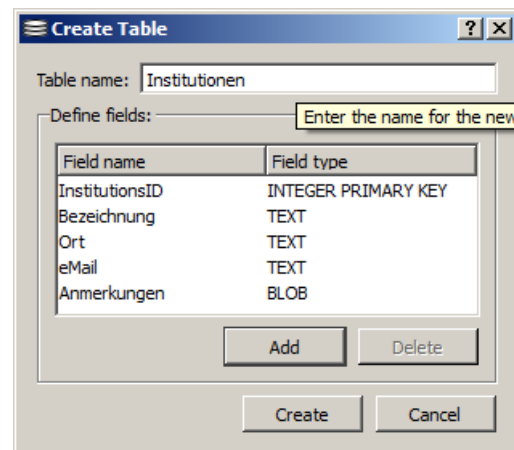 Create Table
? X
Table name: Institutionen
Define fields:
Enter the name for the new
Field name Field type
InstitutionsID INTEGER PRIMARY KEY
Bezeichnung TEXT
Ort TEXT
eMail TEXT
Anmerkungen BLOB
Add Delete
Create Cancel